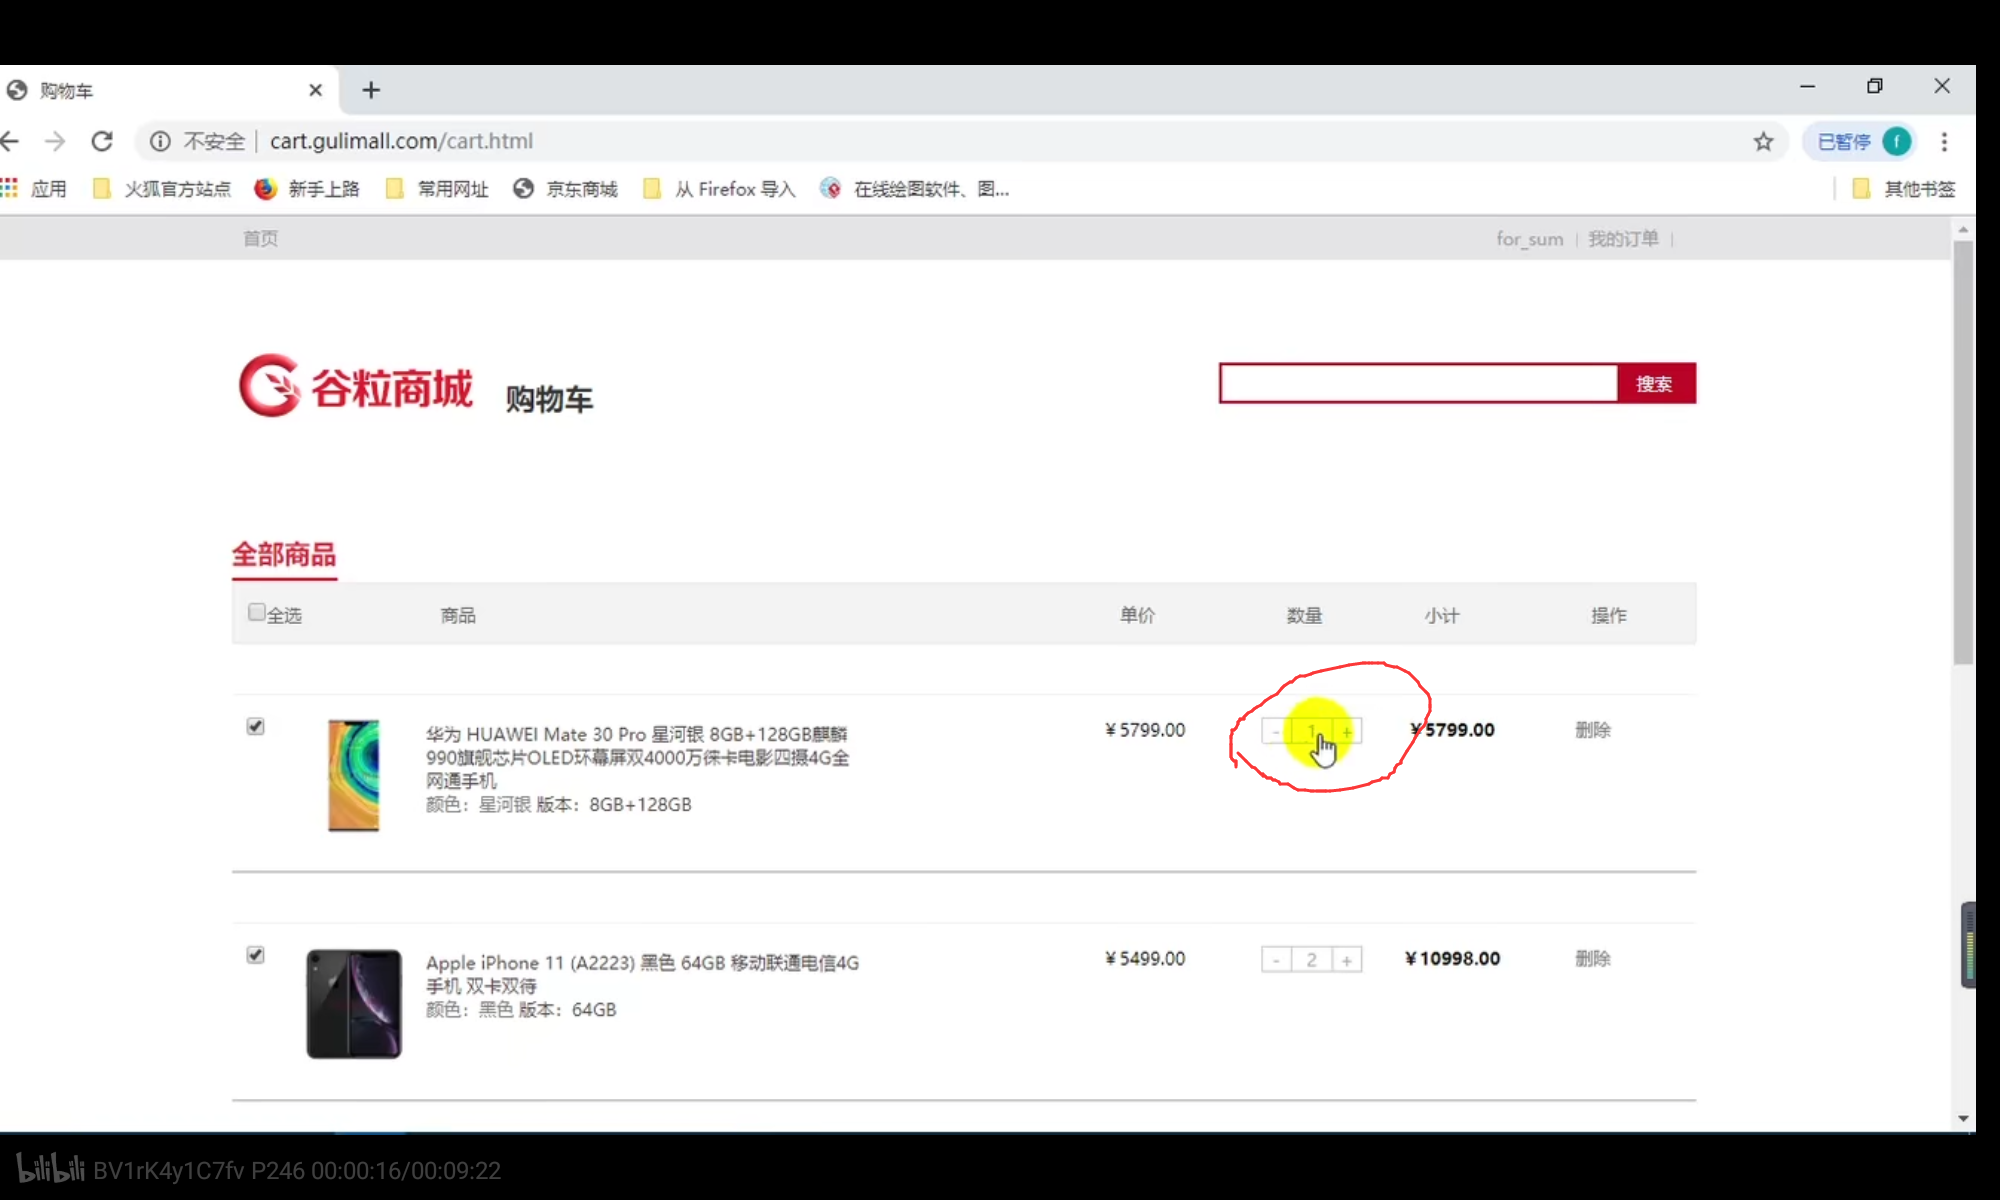 购物车
不安全 | cart.gulimall.com/cart.html
已暂停 f
应用 火狐官方站点 新手上路 常用网址 京东商城 从 Firefox 导入 在线绘图软件、图... 其他书签
首页 for_sum | 我的订单 |
谷粒商城 购物车 搜索
全部商品
全选 商品 单价 数量 小计 操作
华为 HUAWEI Mate 30 Pro 星河银 8GB+128GB麒麟
990旗舰芯片OLED环幕屏双4000万徕卡电影四摄4G全
网通手机
颜色：星河银 版本：8GB+128GB
¥5799.00 - 1 + ¥5799.00 删除
Apple iPhone 11 (A2223) 黑色 64GB 移动联通电信4G
手机 双卡双待
颜色：黑色 版本：64GB
¥5499.00 - 2 + ¥10998.00 删除
bilibili BV1rK4y1C7fv P246 00:00:16/00:09:22